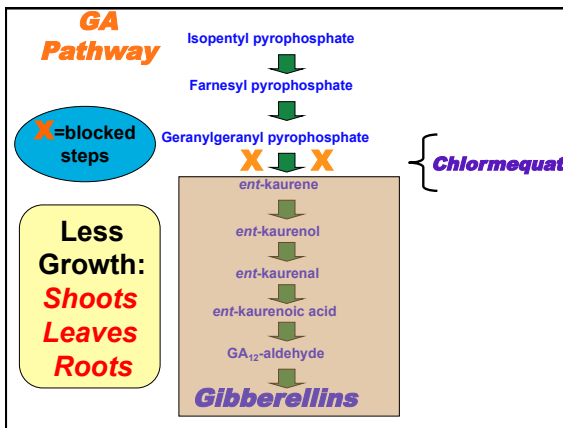 GA
Pathway
Isopentyl pyrophosphate
Farnesyl pyrophosphate
X=blocked
steps
Geranylgeranyl pyrophosphate
X X
Chlormequat
ent-kaurene
Less
Growth:
Shoots
Leaves
Roots
ent-kaurenol
ent-kaurenal
ent-kaurenoic acid
GA₁₂-aldehyde
Gibberellins